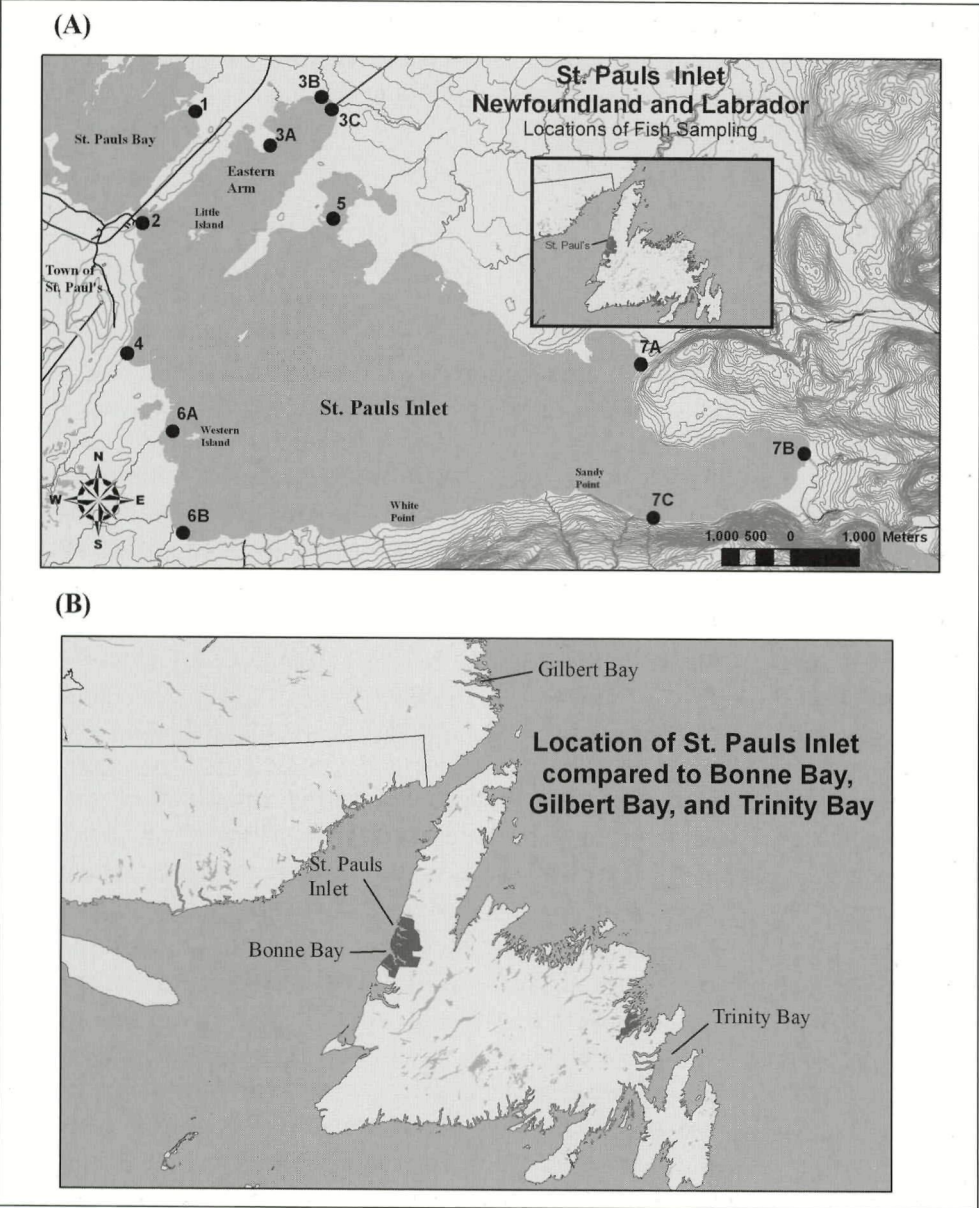 (A)
St. Pauls Inlet
Newfoundland and Labrador
Locations of Fish Sampling
3B
1
3C
St. Pauls Bay
3A
Eastern
Arm
5
2
Little
Island
St. Paul's
Town of
St. Paul's
4
7A
St. Pauls Inlet
6A
Western
Island
7B
N
W
E
S
Sandy
Point
White
Point
7C
6B
1,000 500 0 1,000 Meters
(B)
Gilbert Bay
Location of St. Pauls Inlet
compared to Bonne Bay,
Gilbert Bay, and Trinity Bay
St. Pauls
Inlet
Bonne Bay
Trinity Bay